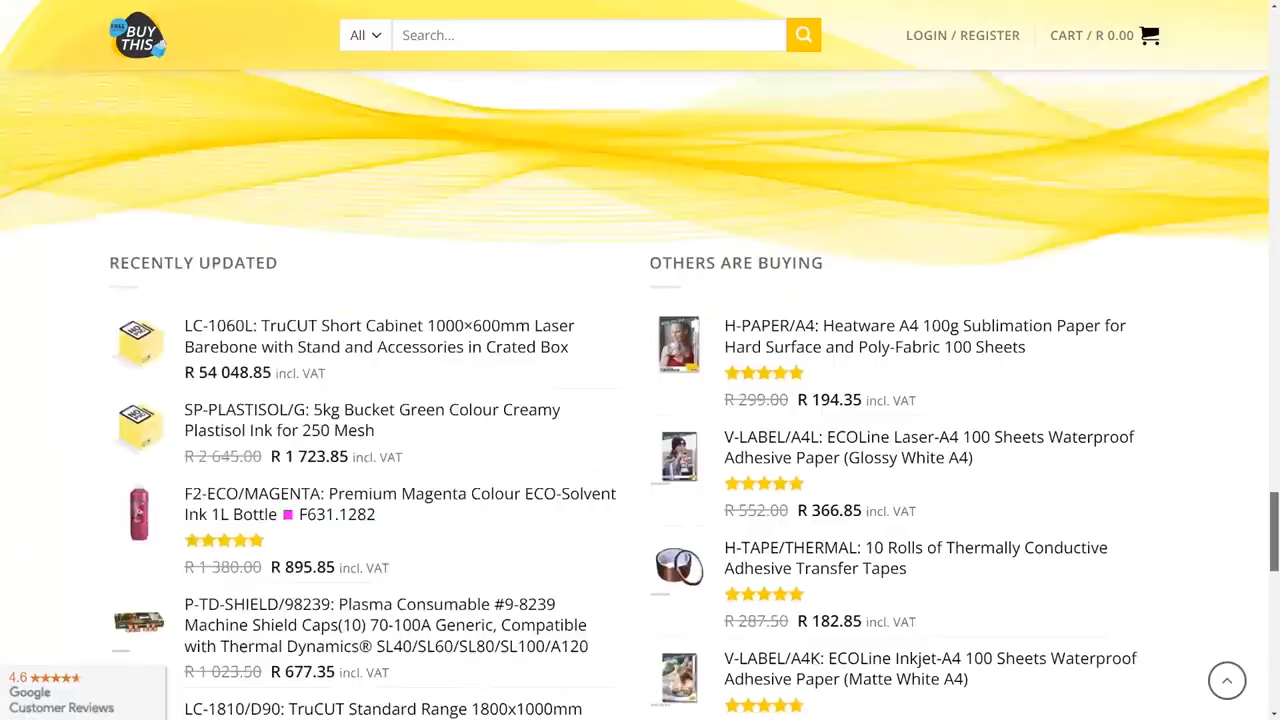 FREE
BUY
THIS
All
Search...
LOGIN / REGISTER
CART / R 0.00
RECENTLY UPDATED
LC-1060L: TruCUT Short Cabinet 1000×600mm Laser
Barebone with Stand and Accessories in Crated Box
R 54 048.85 incl. VAT
SP-PLASTISOL/G: 5kg Bucket Green Colour Creamy
Plastisol Ink for 250 Mesh
R 2 645.00 R 1 723.85 incl. VAT
F2-ECO/MAGENTA: Premium Magenta Colour ECO-Solvent
Ink 1L Bottle F631.1282
R 1 380.00 R 895.85 incl. VAT
P-TD-SHIELD/98239: Plasma Consumable #9-8239
Machine Shield Caps(10) 70-100A Generic, Compatible
with Thermal Dynamics® SL40/SL60/SL80/SL100/A120
R 1 023.50 R 677.35 incl. VAT
LC-1810/D90: TruCUT Standard Range 1800x1000mm
OTHERS ARE BUYING
H-PAPER/A4: Heatware A4 100g Sublimation Paper for
Hard Surface and Poly-Fabric 100 Sheets
R 299.00 R 194.35 incl. VAT
V-LABEL/A4L: ECOLine Laser-A4 100 Sheets Waterproof
Adhesive Paper (Glossy White A4)
R 552.00 R 366.85 incl. VAT
H-TAPE/THERMAL: 10 Rolls of Thermally Conductive
Adhesive Transfer Tapes
R 287.50 R 182.85 incl. VAT
V-LABEL/A4K: ECOLine Inkjet-A4 100 Sheets Waterproof
Adhesive Paper (Matte White A4)
4.6
Google
Customer Reviews